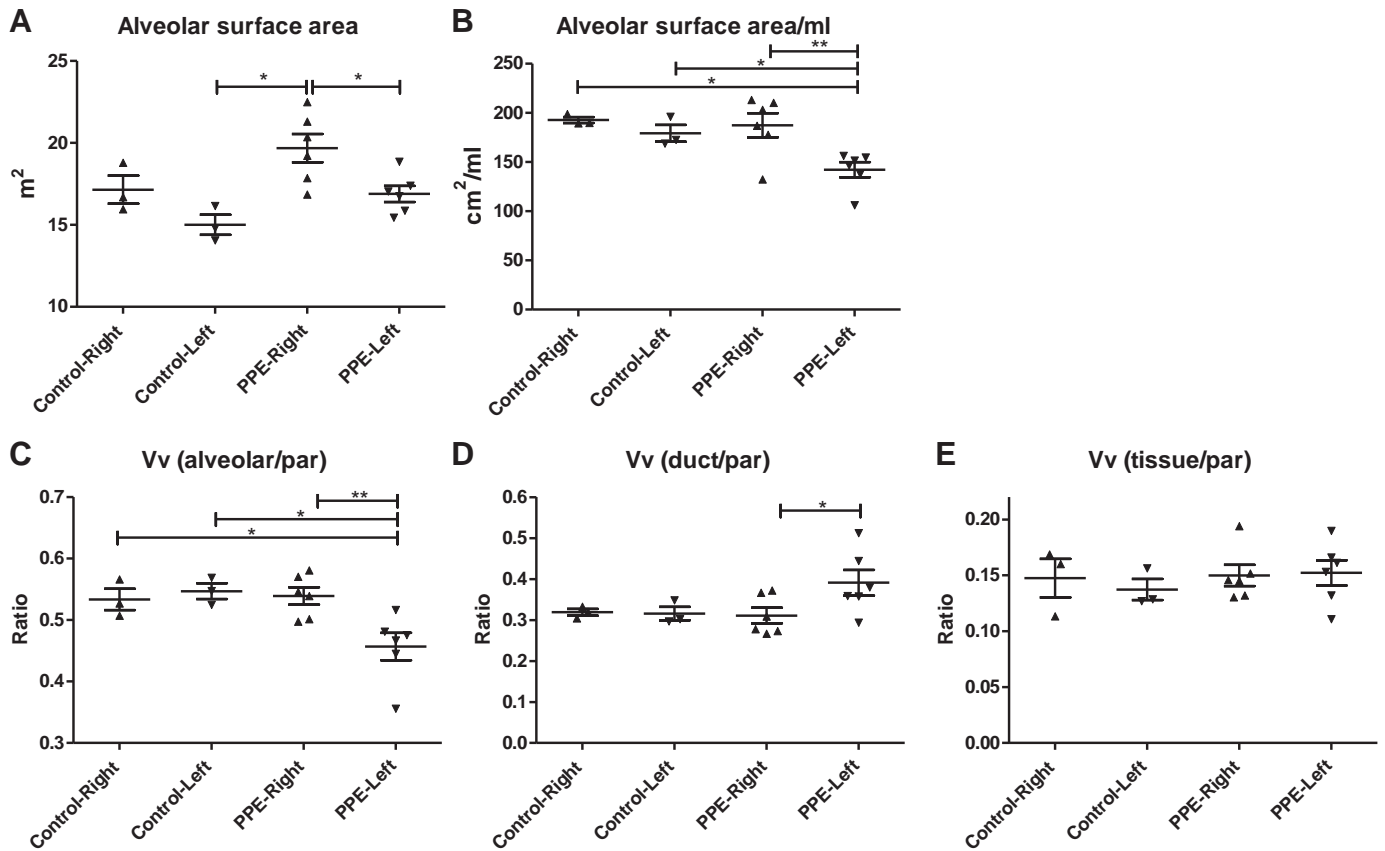 A
Alveolar surface area
25
20
15
10
m²
* *
Control-Right
Control-Left
PPE-Right
PPE-Left
B
Alveolar surface area/ml
250
200
150
100
50
0
cm²/ml
**
*
*
Control-Right
Control-Left
PPE-Right
PPE-Left
C
Vv (alveolar/par)
0.7
0.6
0.5
0.4
0.3
Ratio
**
*
*
Control-Right
Control-Left
PPE-Right
PPE-Left
D
Vv (duct/par)
0.6
0.5
0.4
0.3
0.2
0.1
0.0
Ratio
*
Control-Right
Control-Left
PPE-Right
PPE-Left
E
Vv (tissue/par)
0.20
0.15
0.10
0.05
0.00
Ratio
Control-Right
Control-Left
PPE-Right
PPE-Left